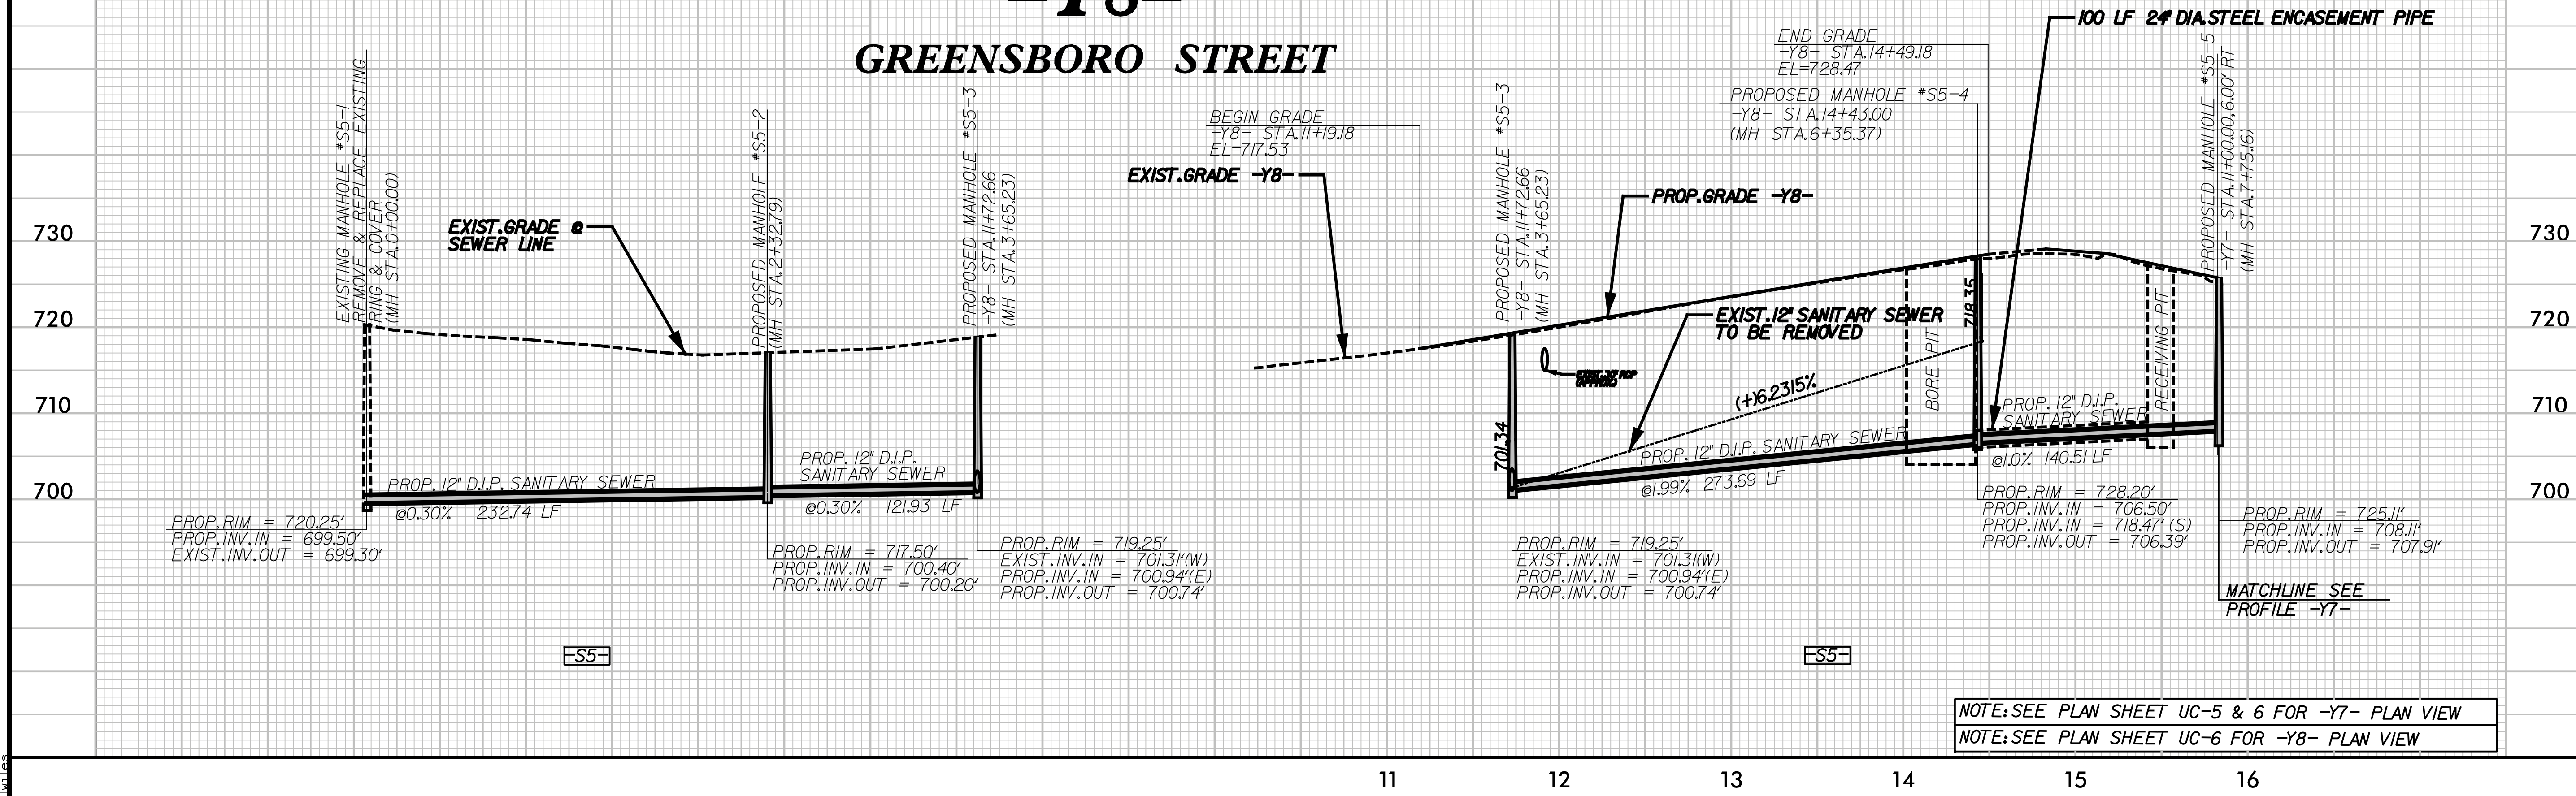 -Y8-
GREENSBORO STREET
100 LF 24" DIA. STEEL ENCASEMENT PIPE
END GRADE
-Y8- STA.14+49.18
EL=728.47
PROPOSED MANHOLE #S5-4
-Y8- STA.14+43.00
(MH STA.6+35.37)
BEGIN GRADE
-Y8- STA.11+19.18
EL=717.53
EXIST. GRADE -Y8-
PROP. GRADE -Y8-
EXISTING MANHOLE #S5-1
REMOVE & REPLACE EXISTING
RING & COVER
(MH STA.0+00.00)
PROPOSED MANHOLE #S5-2
(MH STA.2+32.79)
PROPOSED MANHOLE #S5-3
-Y8- STA.11+72.66
(MH STA.3+65.23)
PROPOSED MANHOLE #S5-3
-Y8- STA.11+72.66
(MH STA.3+65.23)
PROPOSED MANHOLE #S5-5
-Y7- STA.11+00.00, 6.00' RT
(MH STA.7+75.16)
EXIST. GRADE @
SEWER LINE
730
720
710
700
730
720
710
700
EXIST. 12" SANITARY SEWER
TO BE REMOVED
(+)6.2315%
701.34
718.35
BORE PIT
RECEIVING PIT
PROP. 12" D.I.P. SANITARY SEWER
@0.30% 232.74 LF
PROP. 12" D.I.P.
SANITARY SEWER
@0.30% 121.93 LF
PROP. 12" D.I.P. SANITARY SEWER
@1.99% 273.69 LF
PROP. 12" D.I.P.
SANITARY SEWER
@1.0% 140.51 LF
PROP. RIM = 720.25'
PROP. INV. IN = 699.50'
EXIST. INV. OUT = 699.30'
PROP. RIM = 717.50'
PROP. INV. IN = 700.40'
PROP. INV. OUT = 700.20'
PROP. RIM = 719.25'
EXIST. INV. IN = 701.31'(W)
PROP. INV. IN = 700.94'(E)
PROP. INV. OUT = 700.74'
PROP. RIM = 719.25'
EXIST. INV. IN = 701.31(W)
PROP. INV. IN = 700.94'(E)
PROP. INV. OUT = 700.74'
PROP. RIM = 728.20'
PROP. INV. IN = 706.50'
PROP. INV. IN = 718.47' (S)
PROP. INV. OUT = 706.39'
PROP. RIM = 725.11'
PROP. INV. IN = 708.11'
PROP. INV. OUT = 707.91'
MATCHLINE SEE
PROFILE -Y7-
-S5-
-S5-
NOTE: SEE PLAN SHEET UC-5 & 6 FOR -Y7- PLAN VIEW
NOTE: SEE PLAN SHEET UC-6 FOR -Y8- PLAN VIEW
11 12 13 14 15 16